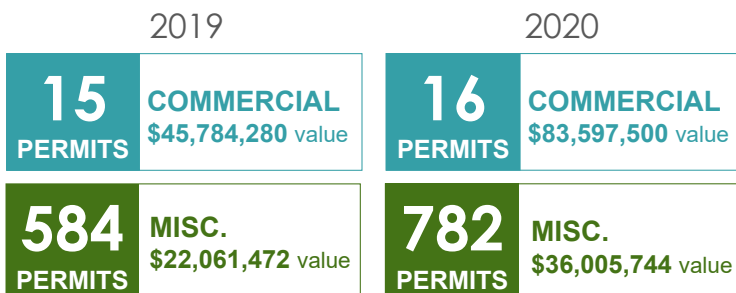 2019
2020
15
PERMITS
COMMERCIAL
$45,784,280 value
16
PERMITS
COMMERCIAL
$83,597,500 value
584
PERMITS
MISC.
$22,061,472 value
782
PERMITS
MISC.
$36,005,744 value